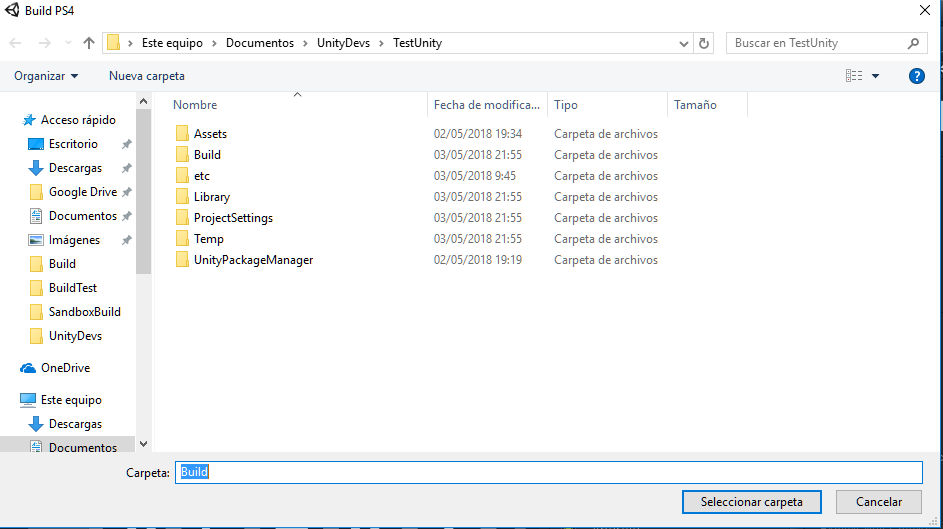 Build PS4
Este equipo > Documentos > UnityDevs > TestUnity
Buscar en TestUnity
Organizar
Nueva carpeta
?
Nombre
Fecha de modifica...
Tipo
Tamaño
Acceso rápido
Escritorio
Descargas
Google Drive
Documentos
Imágenes
Build
BuildTest
SandboxBuild
UnityDevs
OneDrive
Este equipo
Descargas
Documentos
Assets 02/05/2018 19:34 Carpeta de archivos
Build 03/05/2018 21:55 Carpeta de archivos
etc 03/05/2018 9:45 Carpeta de archivos
Library 03/05/2018 21:55 Carpeta de archivos
ProjectSettings 03/05/2018 21:55 Carpeta de archivos
Temp 03/05/2018 21:55 Carpeta de archivos
UnityPackageManager 02/05/2018 19:19 Carpeta de archivos
Carpeta: Build
Seleccionar carpeta
Cancelar